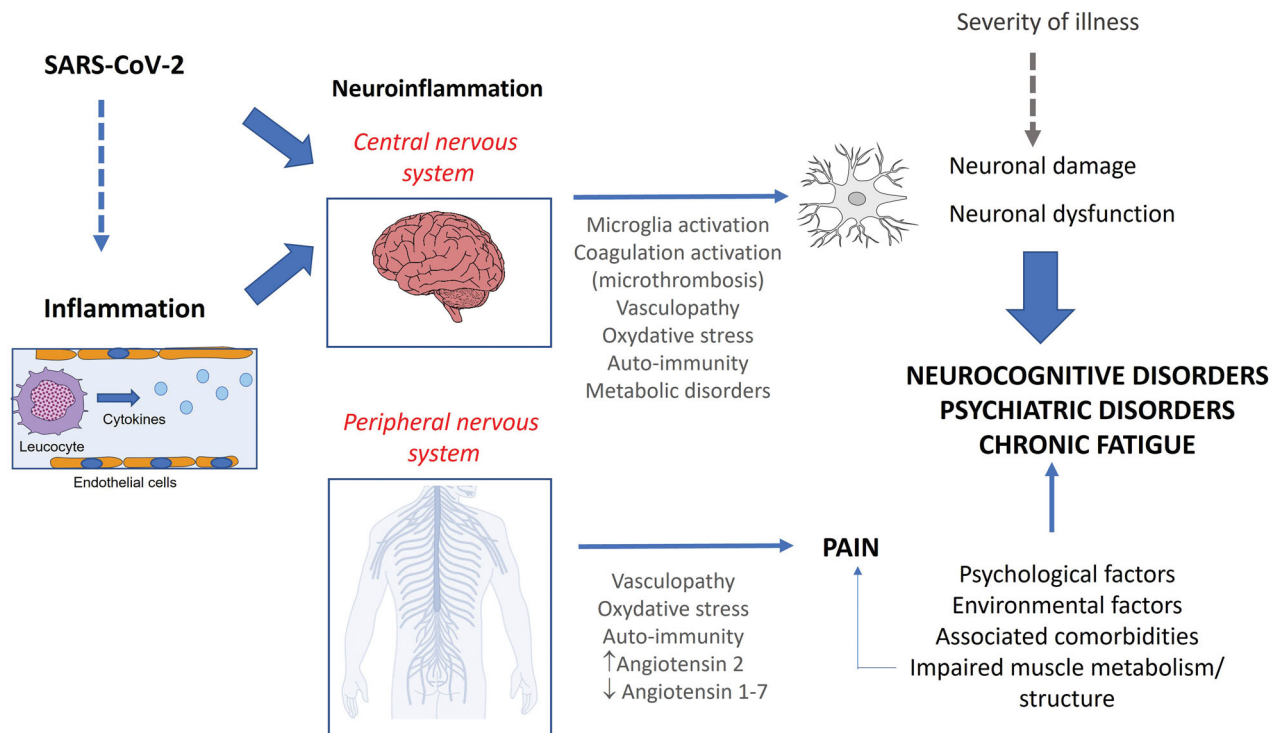 SARS-CoV-2
Inflammation
Cytokines
Leucocyte
Endothelial cells
Neuroinflammation
Central nervous
system
Microglia activation
Coagulation activation
(microthrombosis)
Vasculopathy
Oxydative stress
Auto-immunity
Metabolic disorders
Peripheral nervous
system
Vasculopathy
Oxydative stress
Auto-immunity
↑Angiotensin 2
↓ Angiotensin 1-7
Severity of illness
Neuronal damage
Neuronal dysfunction
NEUROCOGNITIVE DISORDERS
PSYCHIATRIC DISORDERS
CHRONIC FATIGUE
PAIN
Psychological factors
Environmental factors
Associated comorbidities
Impaired muscle metabolism/
structure